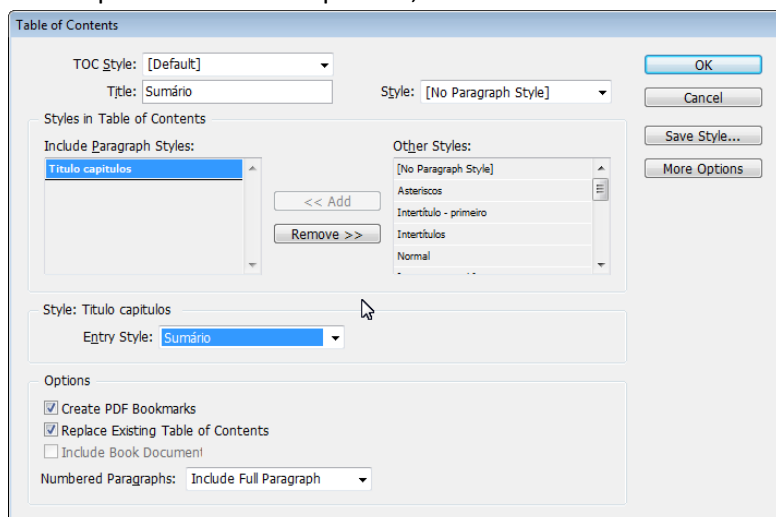 Table of Contents
TOC Style: [Default]
OK
Title: Sumário
Style: [No Paragraph Style]
Cancel
Styles in Table of Contents
Save Style...
Include Paragraph Styles:
Other Styles:
More Options
Titulo capitulos
[No Paragraph Style]
Asteriscos
<< Add
Intertítulo - primeiro
Remove >>
Intertítulos
Normal
Style: Titulo capitulos
Entry Style: Sumário
Options
Create PDF Bookmarks
Replace Existing Table of Contents
Include Book Document
Numbered Paragraphs: Include Full Paragraph